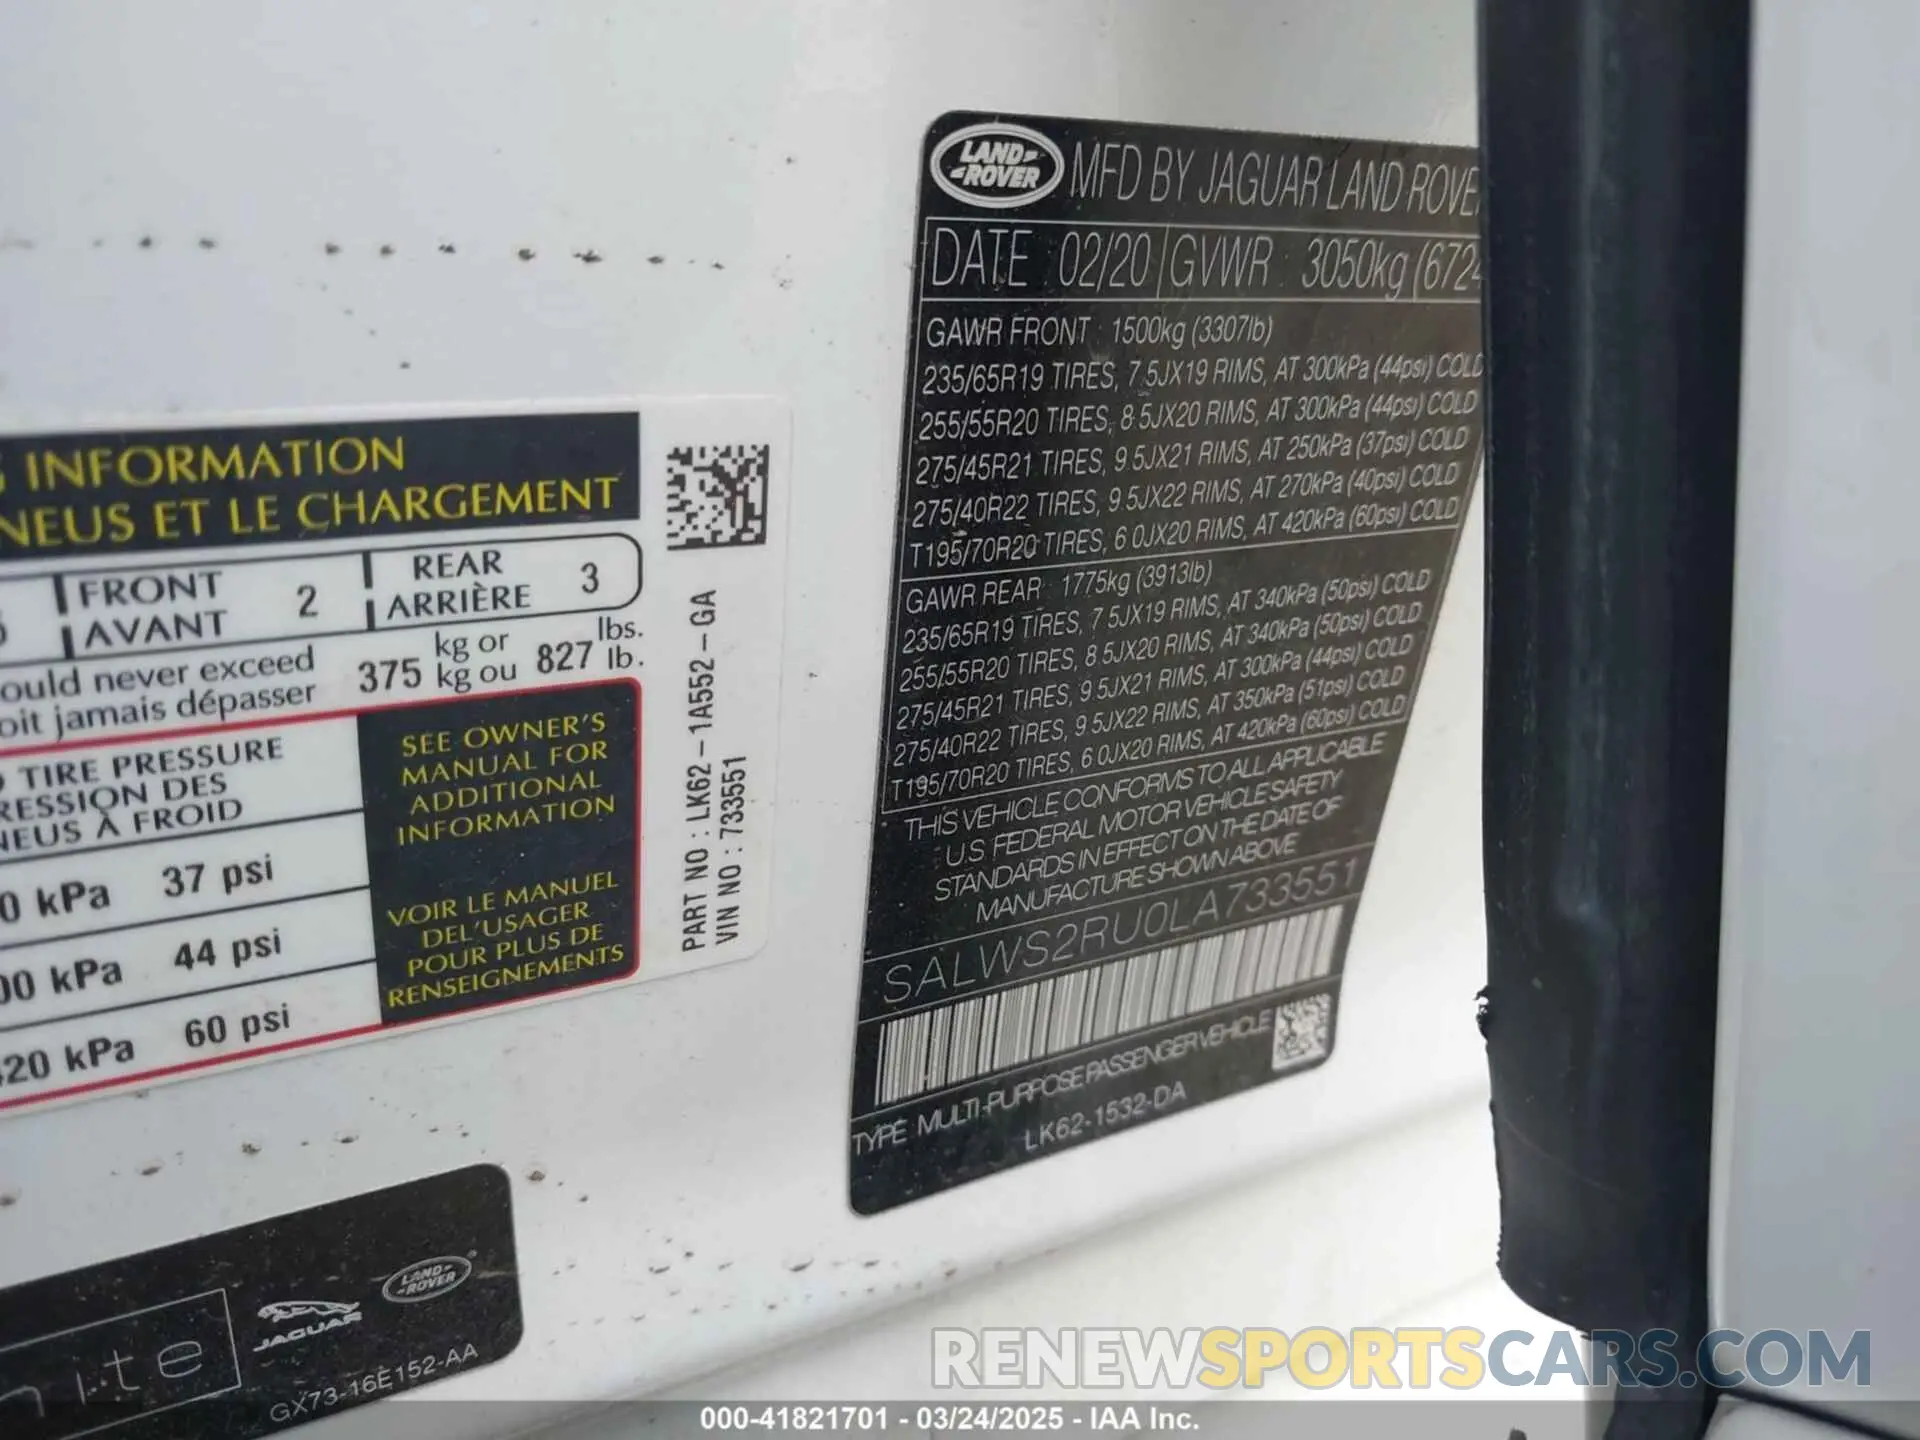 INFORMATION
NEUS ET LE CHARGEMENT
FRONT
AVANT
2
REAR
ARRIÈRE
3
ould never exceed
oit jamais dépasser
375 kg or
kg ou 827 lbs.
lb.
TIRE PRESSURE
RESSION DES
NEUS À FROID
0 kPa 37 psi
00 kPa 44 psi
420 kPa 60 psi
SEE OWNER'S
MANUAL FOR
ADDITIONAL
INFORMATION
VOIR LE MANUEL
DEL'USAGER
POUR PLUS DE
RENSEIGNEMENTS
PART NO : LK62-1A552-GA
VIN NO : 733551
LAND-
-ROVER
MFD BY JAGUAR LAND ROVE
DATE 02/20 GVWR : 3050kg (6724
GAWR FRONT : 1500kg (3307lb)
235/65R19 TIRES, 7.5JX19 RIMS, AT 300kPa (44psi) COLD
255/55R20 TIRES, 8.5JX20 RIMS, AT 300kPa (44psi) COLD
275/45R21 TIRES, 9.5JX21 RIMS, AT 250kPa (37psi) COLD
275/40R22 TIRES, 9.5JX22 RIMS, AT 270kPa (40psi) COLD
T195/70R20 TIRES, 6.0JX20 RIMS, AT 420kPa (60psi) COLD
GAWR REAR : 1775kg (3913lb)
235/65R19 TIRES, 7.5JX19 RIMS, AT 340kPa (50psi) COLD
255/55R20 TIRES, 8.5JX20 RIMS, AT 340kPa (50psi) COLD
275/45R21 TIRES, 9.5JX21 RIMS, AT 300kPa (44psi) COLD
275/40R22 TIRES, 9.5JX22 RIMS, AT 350kPa (51psi) COLD
T195/70R20 TIRES, 6.0JX20 RIMS, AT 420kPa (60psi) COLD
THIS VEHICLE CONFORMS TO ALL APPLICABLE
U.S. FEDERAL MOTOR VEHICLE SAFETY
STANDARDS IN EFFECT ON THE DATE OF
MANUFACTURE SHOWN ABOVE
SALWS2RU0LA733551
TYPE MULTI-PURPOSE PASSENGER VEHICLE
LK62-1532-DA
nite
JAGUAR
LAND-
-ROVER
GX73-16E152-AA
RENEWSPORTSCARS.COM
000-41821701 - 03/24/2025 - IAA Inc.